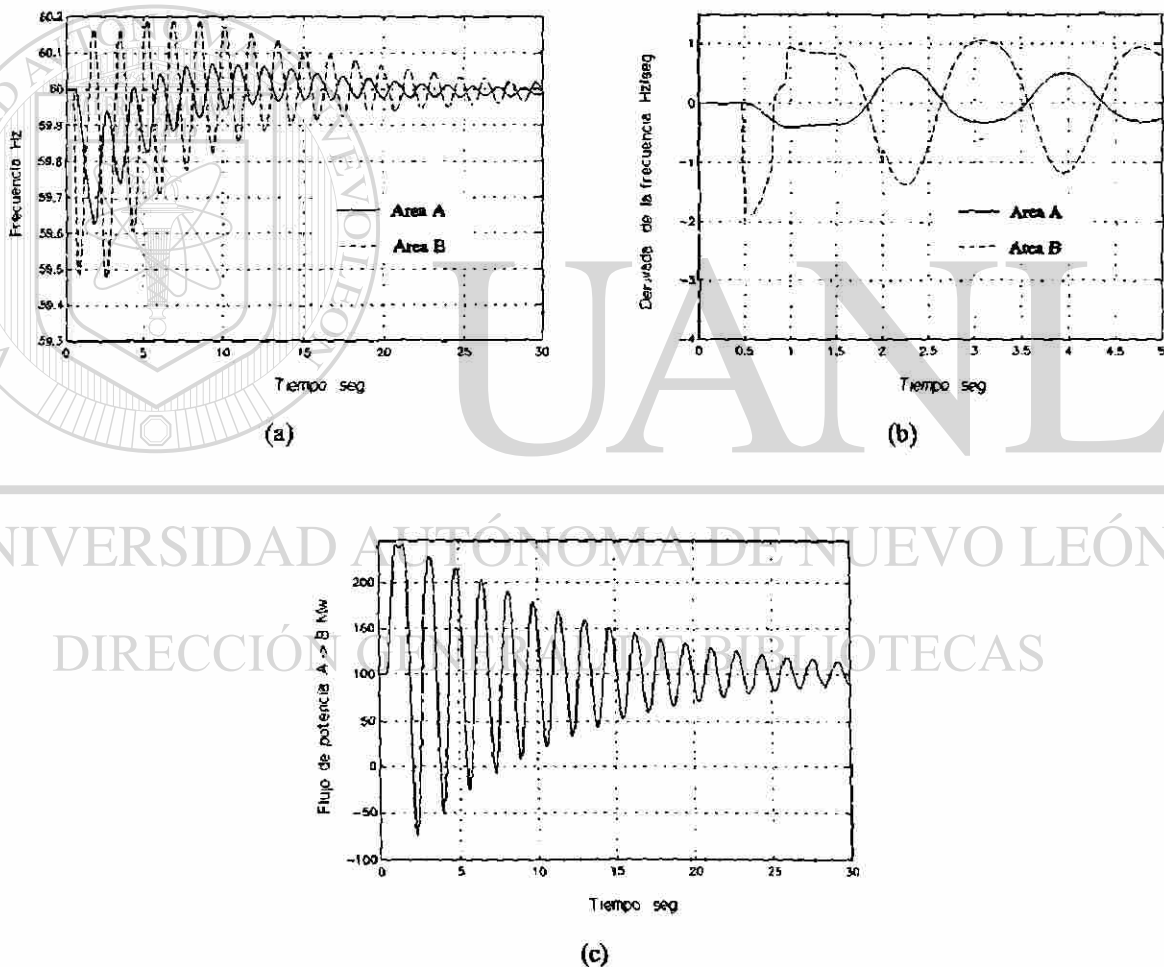 60.2
60.1
60
59.9
59.8
59.7
59.6
59.5
59.4
59.3
Frecuencia Hz
0 5 10 15 20 25 30
Tiempo seg
Area A
Area B
(a)
1
0
-1
-2
-3
-4
Derivada de la frecuencia Hz/seg
0 0.5 1 1.5 2 2.5 3 3.5 4 4.5 5
Tiempo seg
Area A
Area B
(b)
UANL
UNIVERSIDAD AUTÓNOMA DE NUEVO LEÓN
DIRECCIÓN GENERAL DE BIBLIOTECAS
200
150
100
50
0
-50
-100
Flujo de potencia A -> B Mw
0 5 10 15 20 25 30
Tiempo seg
(c)